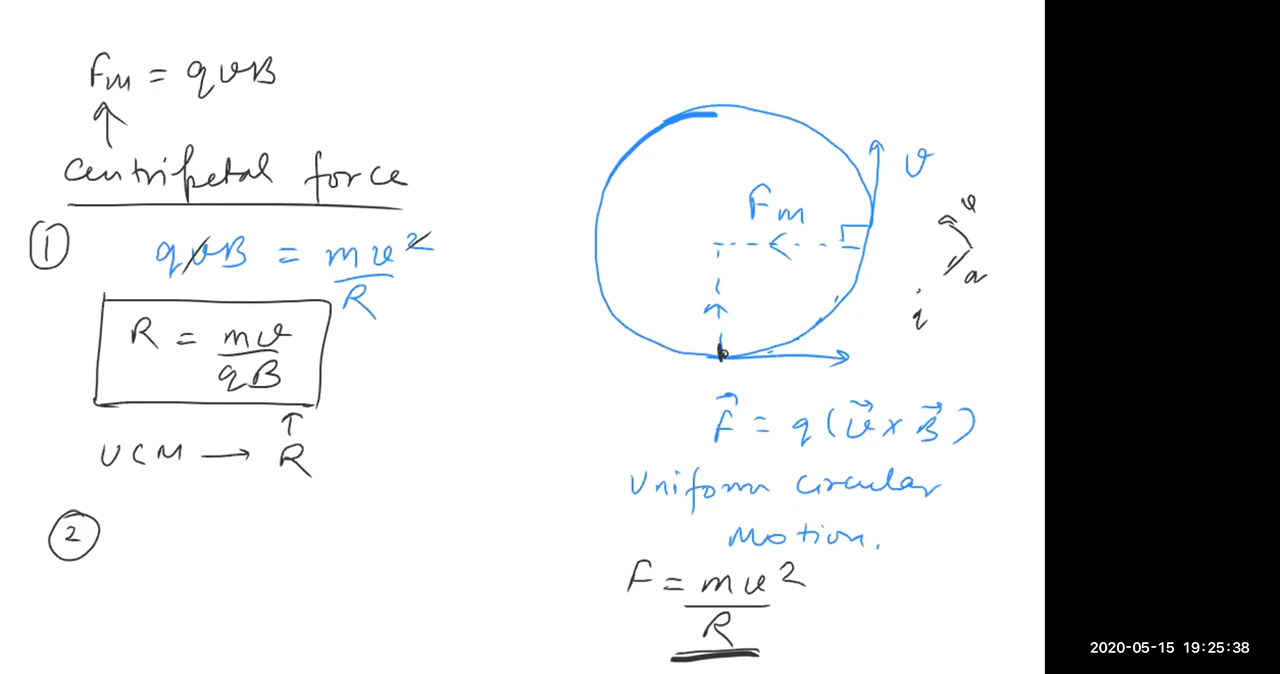 Fm = qvB
↑
centripetal force
① qvB = mv²/R
R = mv/qB
↑
UCM → R
②
Fm
v
v
a
i
F⃗ = q(v⃗ × B⃗)
Uniform circular
motion.
F = mv²/R
2020-05-15 19:25:38